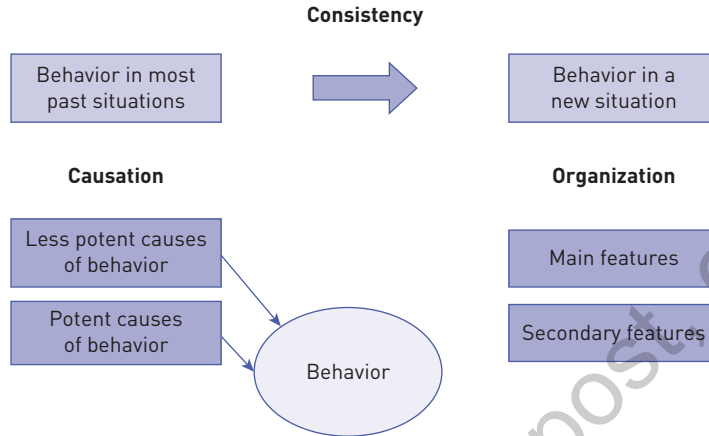 Consistency
Behavior in most
past situations
Behavior in a
new situation
Causation
Organization
Less potent causes
of behavior
Main features
Potent causes
of behavior
Secondary features
Behavior
post,